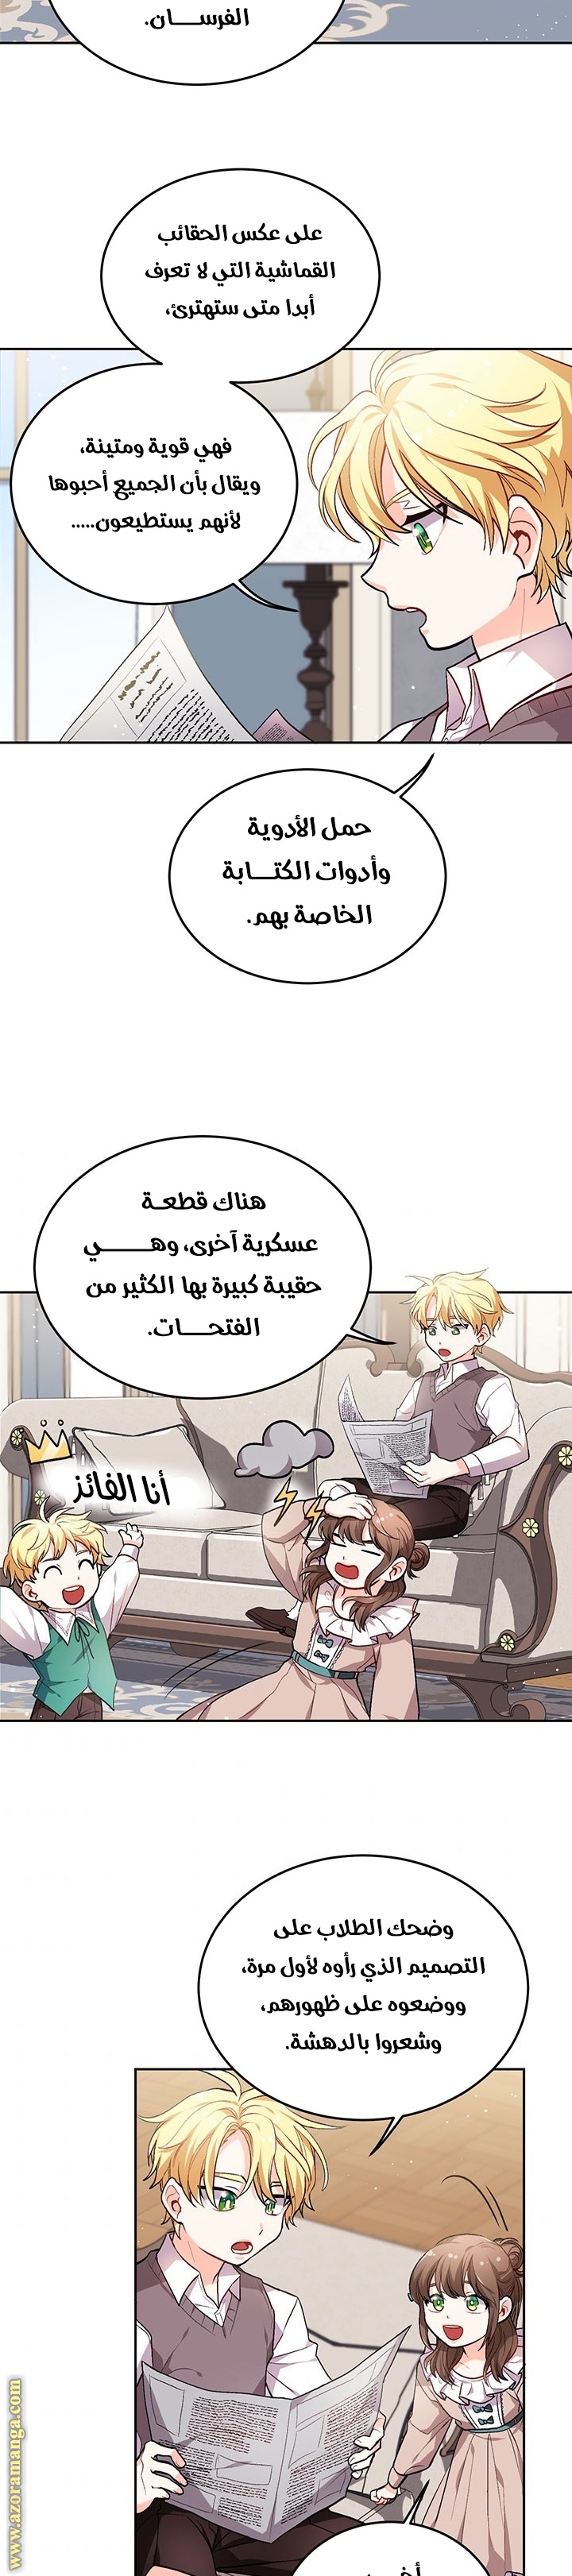 الفرســـان.
على عكس الحقائب
القماشية التي لا تعرف
أبدا متى ستهترئ،
فهي قوية ومتينة،
ويقال بأن الجميع أحبوها
لأنهم يستطيعون.....
حمل الأدوية
وأدوات الكتـــابة
الخاصة بهم.
هناك قطعـة
عسكرية آخرى، وهـــــي
حقيبة كبيرة بها الكثير من
الفتحـــات.
أنا الفائز
وضحك الطلاب على
التصميم الذي رأوه لأول مرة،
ووضعوه على ظهورهم،
وشعروا بالدهشة.
www.azoramanga.com